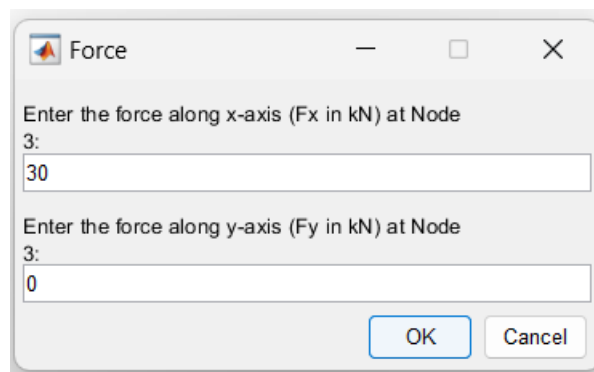 Force
Enter the force along x-axis (Fx in kN) at Node
3:
30
Enter the force along y-axis (Fy in kN) at Node
3:
0
OK Cancel